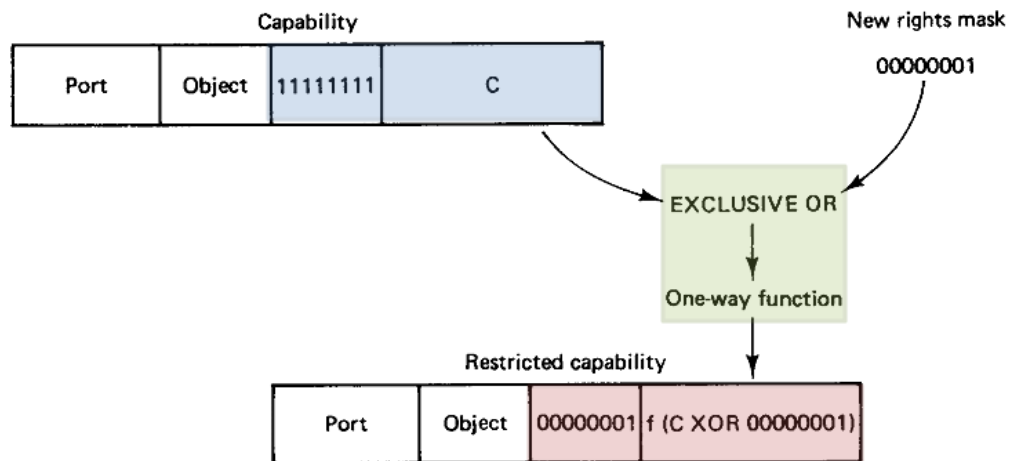 Capability
New rights mask
Port Object 11111111 C
00000001
EXCLUSIVE OR
One-way function
Restricted capability
Port Object 00000001 f (C XOR 00000001)